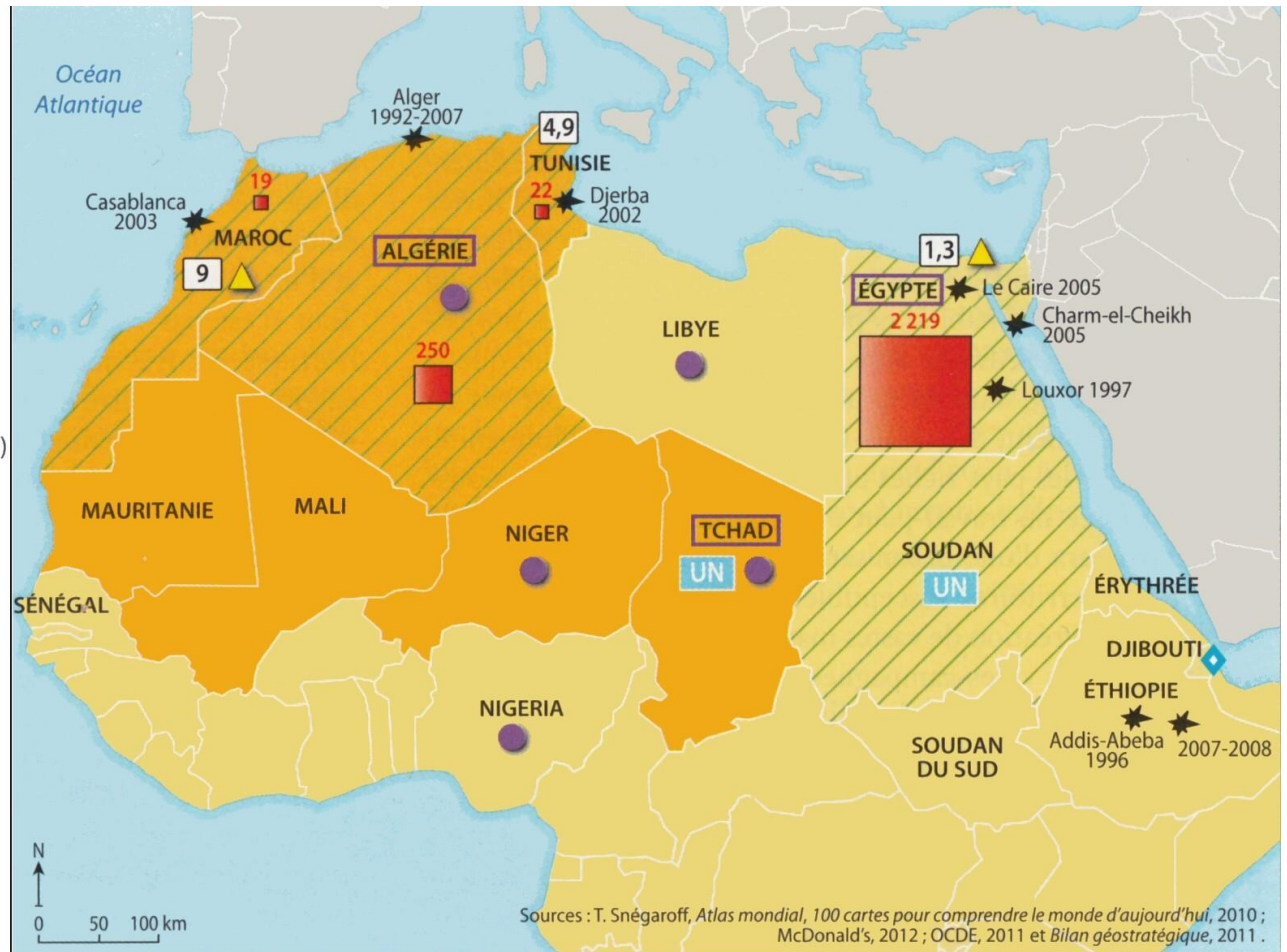 Océan
Atlantique
Alger
1992-2007
4,9
TUNISIE
19
22
Djerba
2002
Casablanca
2003
MAROC
ALGÉRIE
9
1,3
ÉGYPTE
Le Caire 2005
2 219
Charm-el-Cheikh
2005
LIBYE
250
Louxor 1997
)
MAURITANIE
MALI
NIGER
TCHAD
UN
SOUDAN
UN
ÉRYTHRÉE
SÉNÉGAL
DJIBOUTI
ÉTHIOPIE
NIGERIA
Addis-Abeba
1996
2007-2008
SOUDAN
DU SUD
N
0 50 100 km
Sources : T. Snégaroff, Atlas mondial, 100 cartes pour comprendre le monde d'aujourd'hui, 2010 ;
McDonald's, 2012 ; OCDE, 2011 et Bilan géostratégique, 2011 .